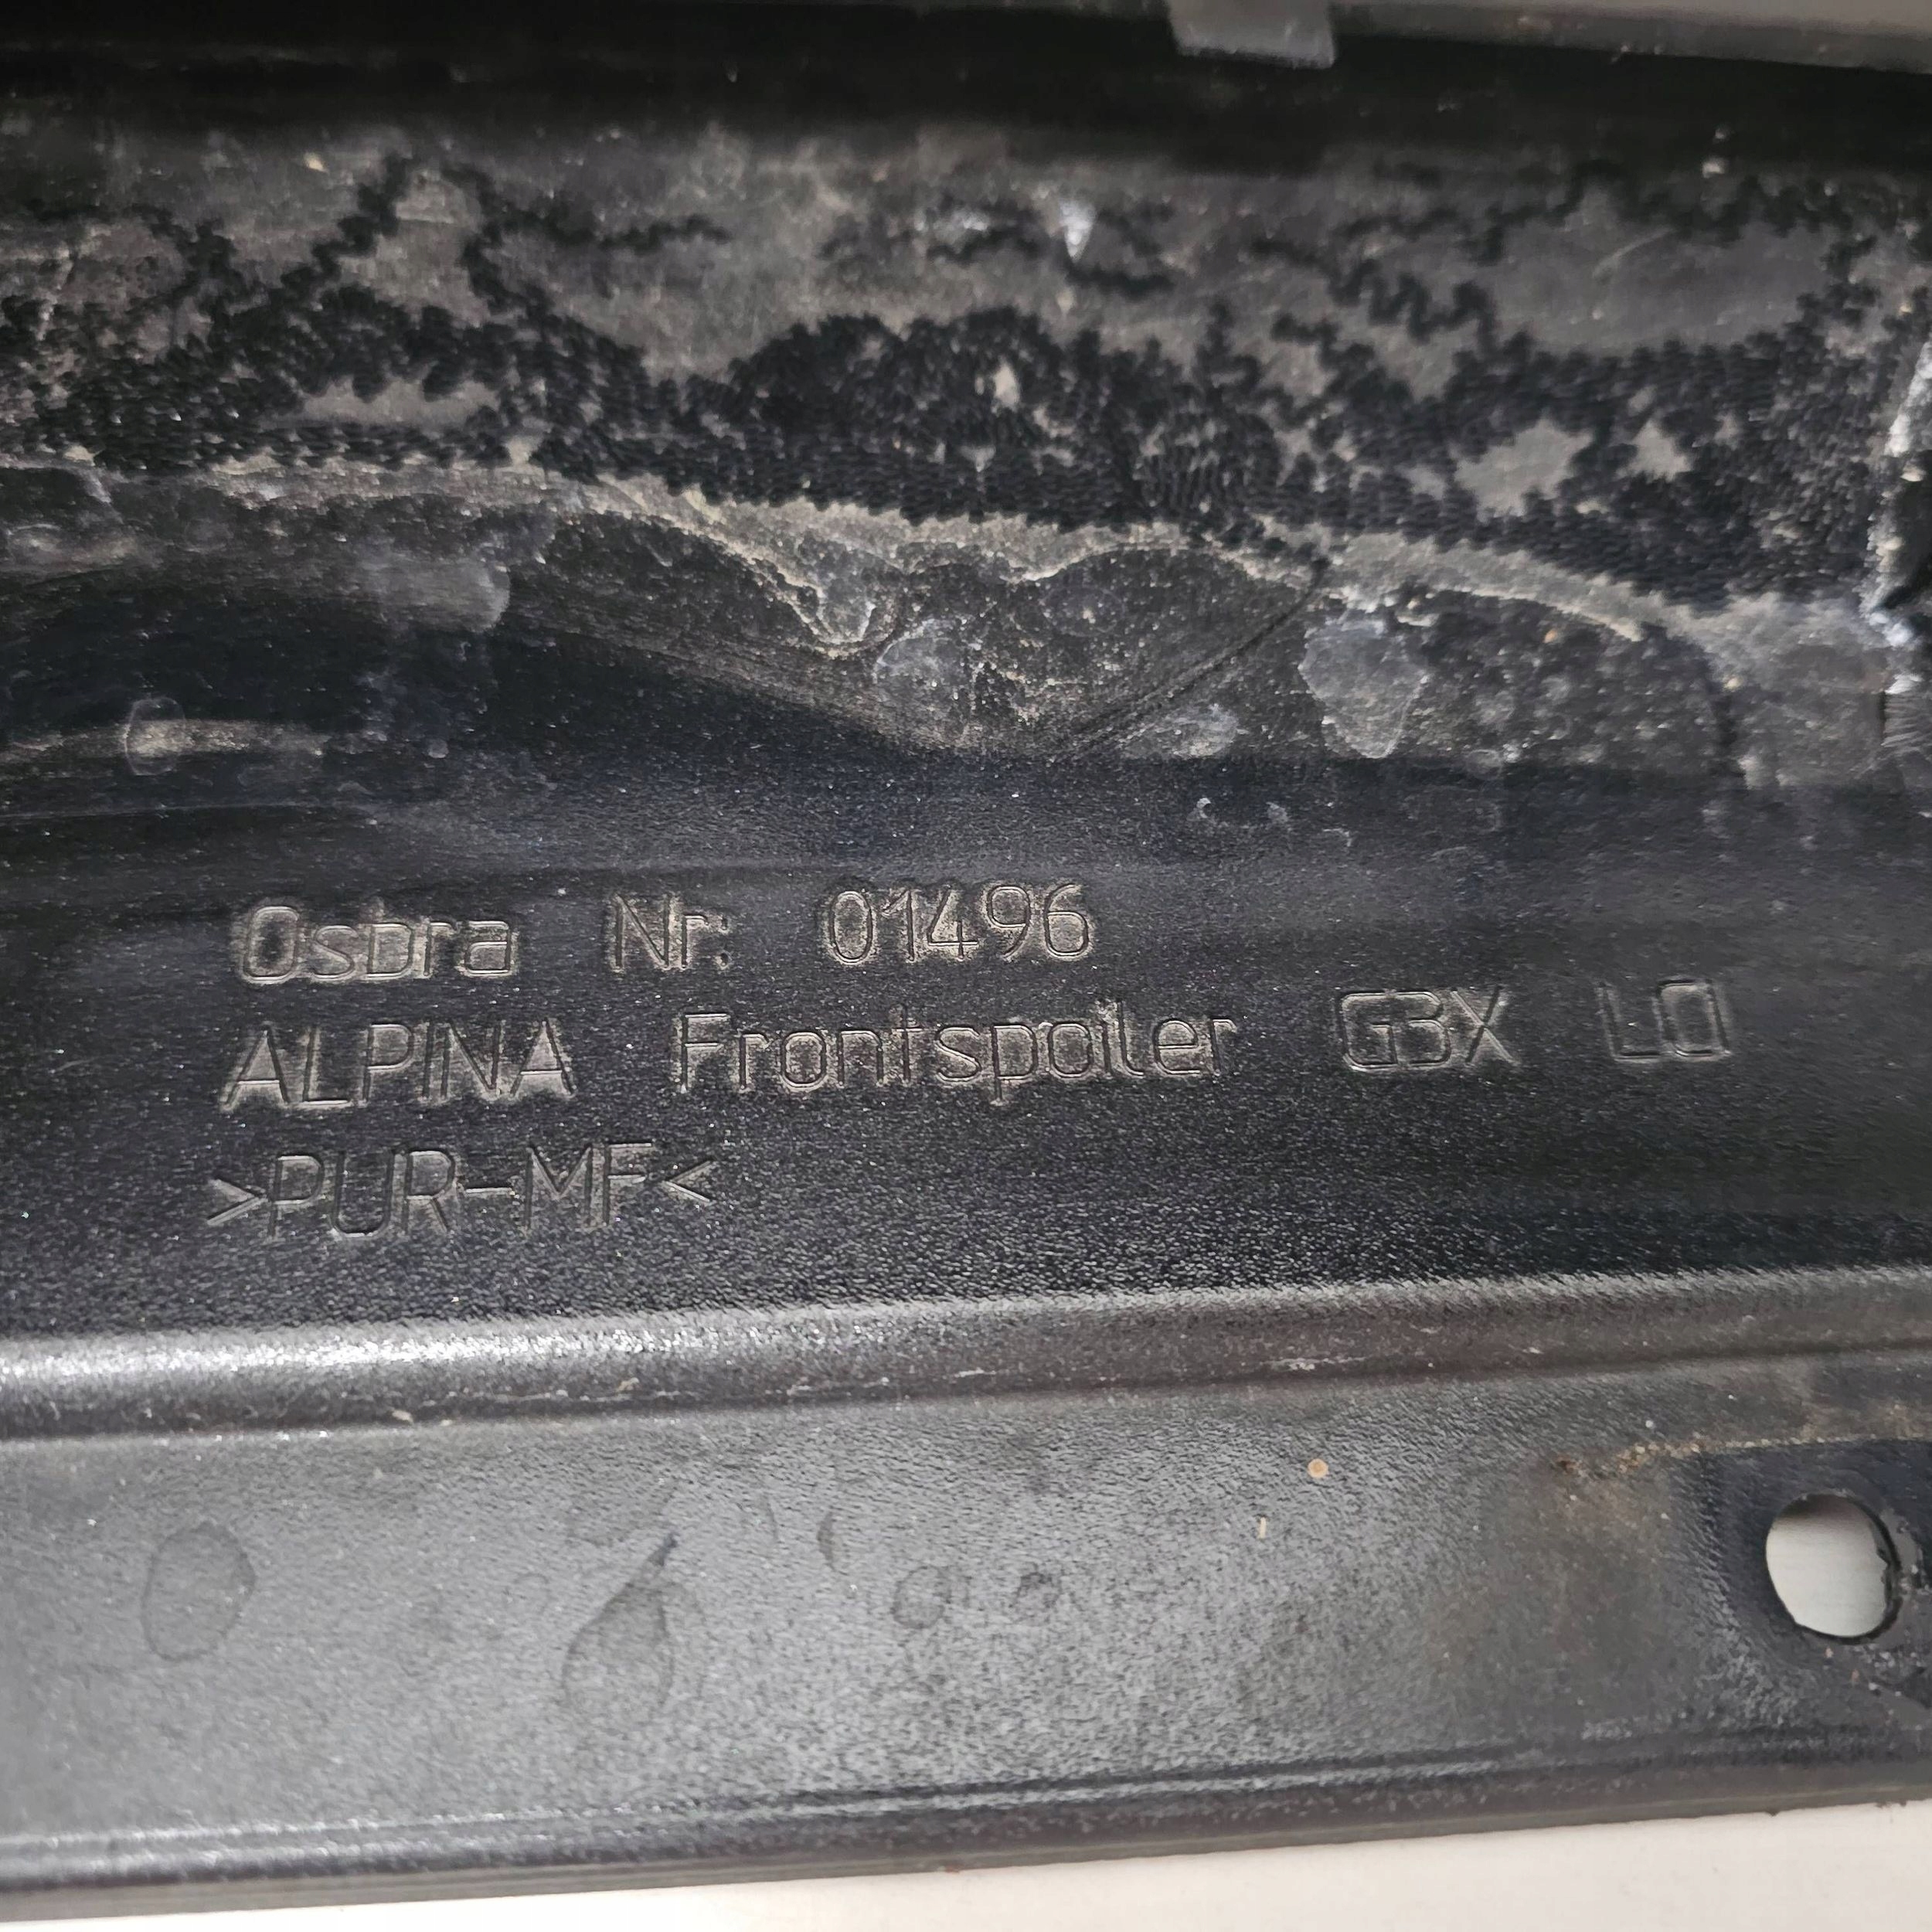 Osbra Nr: 01496
ALPINA Frontspoiler G3X LO
>PUR-MF<